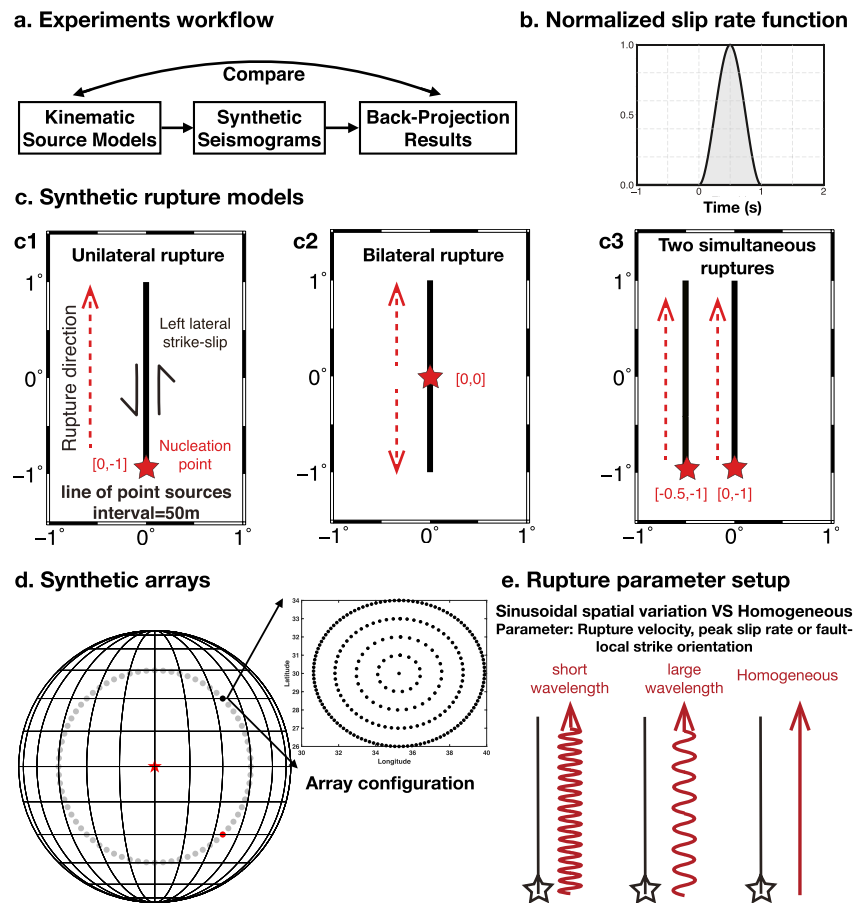 a. Experiments workflow
Compare
Kinematic
Source Models
Synthetic
Seismograms
Back-Projection
Results
b. Normalized slip rate function
1.0
0.5
0.0
-1
0
1
2
Time (s)
c. Synthetic rupture models
c1
Unilateral rupture
1°
0°
−1°
Rupture direction
Left lateral
strike-slip
[0,-1]
Nucleation
point
line of point sources
interval=50m
−1°
0°
1°
c2
Bilateral rupture
1°
0°
−1°
[0,0]
−1°
0°
1°
c3
Two simultaneous
ruptures
1°
0°
−1°
[-0.5,-1]
[0,-1]
−1°
0°
1°
d. Synthetic arrays
34
33
32
31
30
29
28
27
26
Latitude
30
32
34
36
38
40
Longitude
Array configuration
e. Rupture parameter setup
Sinusoidal spatial variation VS Homogeneous
Parameter: Rupture velocity, peak slip rate or fault-
local strike orientation
short
wavelength
large
wavelength
Homogeneous